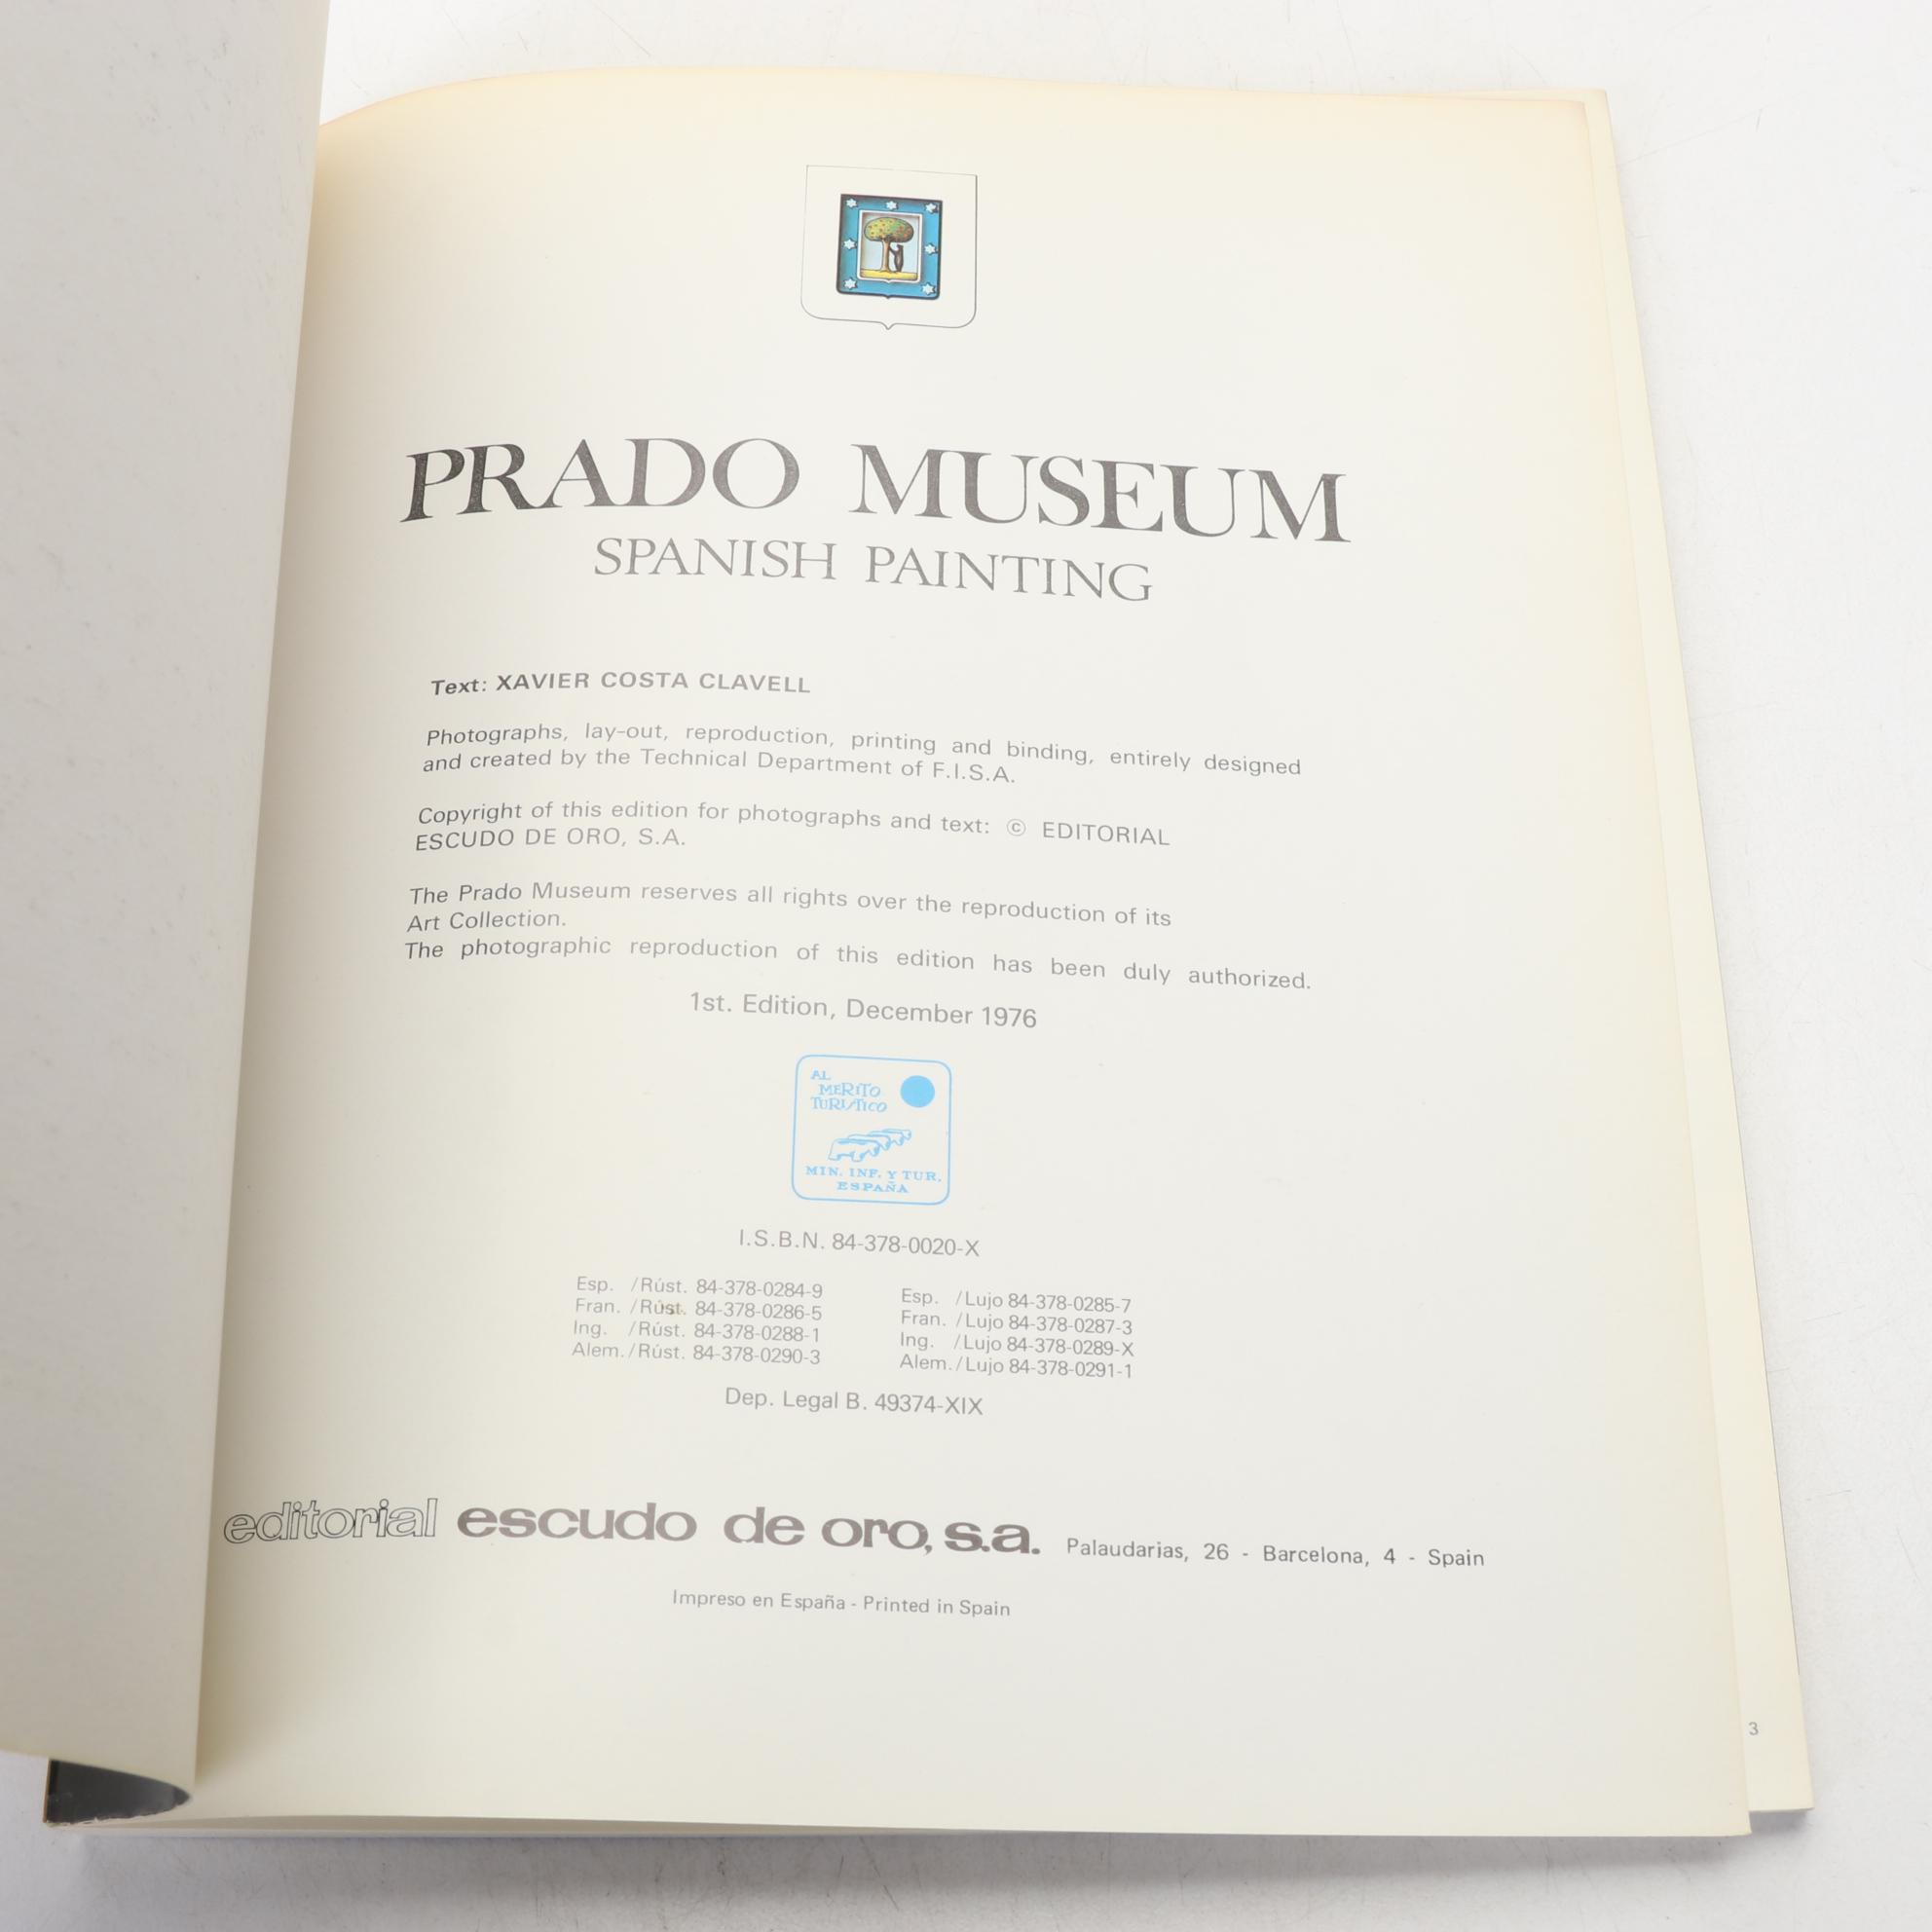 PRADO MUSEUM
SPANISH PAINTING
Text: XAVIER COSTA CLAVELL
Photographs, lay-out, reproduction, printing and binding, entirely designed
and created by the Technical Department of F.I.S.A.
Copyright of this edition for photographs and text: © EDITORIAL
ESCUDO DE ORO, S.A.
The Prado Museum reserves all rights over the reproduction of its
Art Collection.
The photographic reproduction of this edition has been duly authorized.
1st. Edition, December 1976
AL
MERITO
TURISTICO
MIN. INF. Y TUR.
ESPAÑA
I.S.B.N. 84-378-0020-X
Esp. /Rúst. 84-378-0284-9
Fran. /Rúst. 84-378-0286-5
Ing. /Rúst. 84-378-0288-1
Alem./Rúst. 84-378-0290-3
Esp. /Lujo 84-378-0285-7
Fran. /Lujo 84-378-0287-3
Ing. /Lujo 84-378-0289-X
Alem./Lujo 84-378-0291-1
Dep. Legal B. 49374-XIX
editorial escudo de oro, s.a. Palaudarias, 26 - Barcelona, 4 - Spain
Impreso en España - Printed in Spain
3